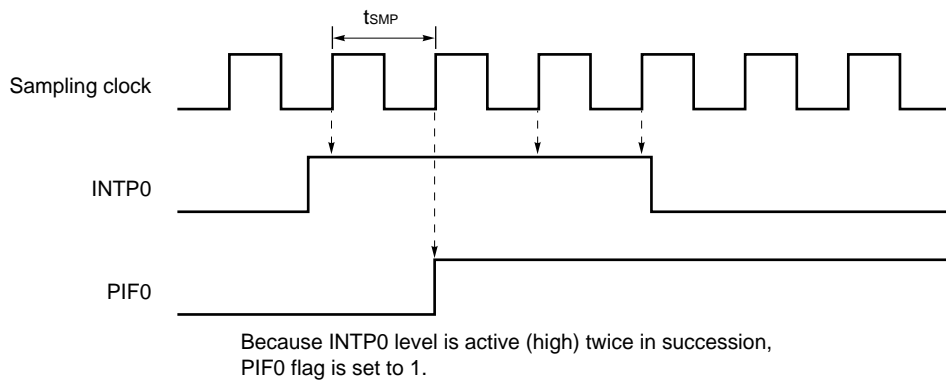 tSMP
Sampling clock
INTP0
PIF0
Because INTP0 level is active (high) twice in succession,
PIF0 flag is set to 1.